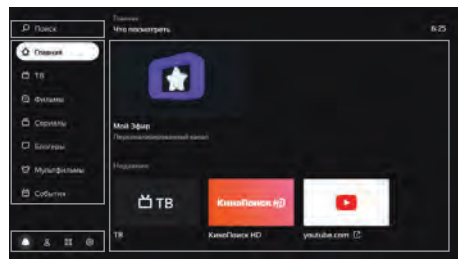 Поиск
Главная
Что посмотреть
6:25
Главная
ТВ
Фильмы
Сериалы
Блогеры
Мультфильмы
События
Мой Эфир
Персонализированный канал
Недавние
ТВ
КиноПоиск HD
ТВ
КиноПоиск HD
youtube.com